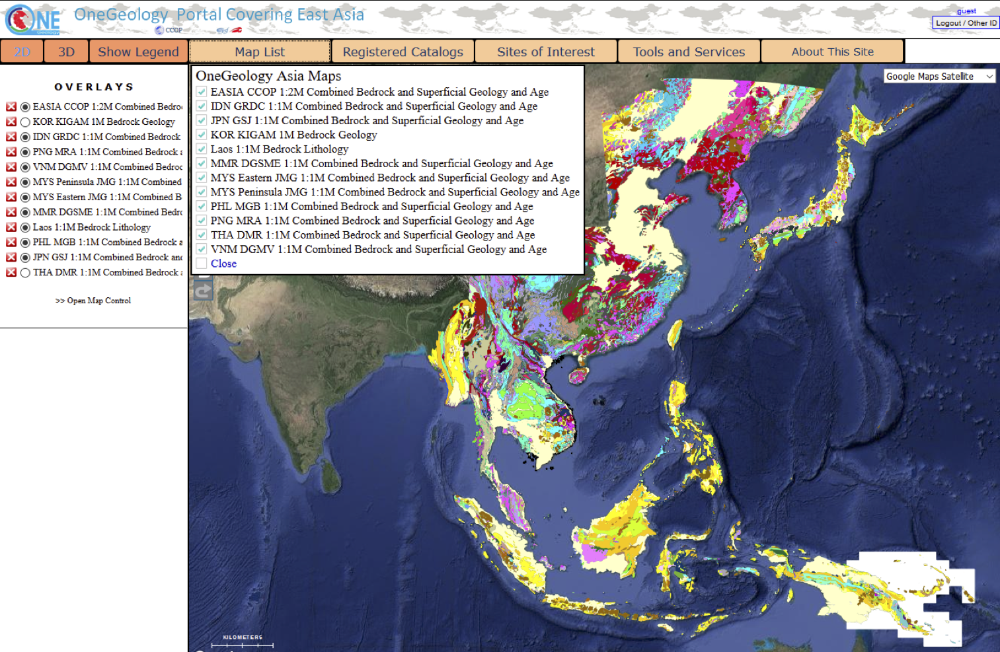 ONE
Geology
OneGeology Portal Covering East Asia
CCOP
guest
Logout / Other ID
2D
3D
Show Legend
Map List
Registered Catalogs
Sites of Interest
Tools and Services
About This Site
OVERLAYS
EASIA CCOP 1:2M Combined Bedro
KOR KIGAM 1M Bedrock Geology
IDN GRDC 1:1M Combined Bedrock
PNG MRA 1:1M Combined Bedrock a
VNM DGMV 1:1M Combined Bedroc
MYS Peninsula JMG 1:1M Combined
MYS Eastern JMG 1:1M Combined B
MMR DGSME 1:1M Combined Bedro
Laos 1:1M Bedrock Lithology
PHL MGB 1:1M Combined Bedrock a
JPN GSJ 1:1M Combined Bedrock and
THA DMR 1:1M Combined Bedrock a
>> Open Map Control
OneGeology Asia Maps
EASIA CCOP 1:2M Combined Bedrock and Superficial Geology and Age
IDN GRDC 1:1M Combined Bedrock and Superficial Geology and Age
JPN GSJ 1:1M Combined Bedrock and Superficial Geology and Age
KOR KIGAM 1M Bedrock Geology
Laos 1:1M Bedrock Lithology
MMR DGSME 1:1M Combined Bedrock and Superficial Geology and Age
MYS Eastern JMG 1:1M Combined Bedrock and Superficial Geology and Age
MYS Peninsula JMG 1:1M Combined Bedrock and Superficial Geology and Age
PHL MGB 1:1M Combined Bedrock and Superficial Geology and Age
PNG MRA 1:1M Combined Bedrock and Superficial Geology and Age
THA DMR 1:1M Combined Bedrock and Superficial Geology and Age
VNM DGMV 1:1M Combined Bedrock and Superficial Geology and Age
Close
Google Maps Satellite
KILOMETERS